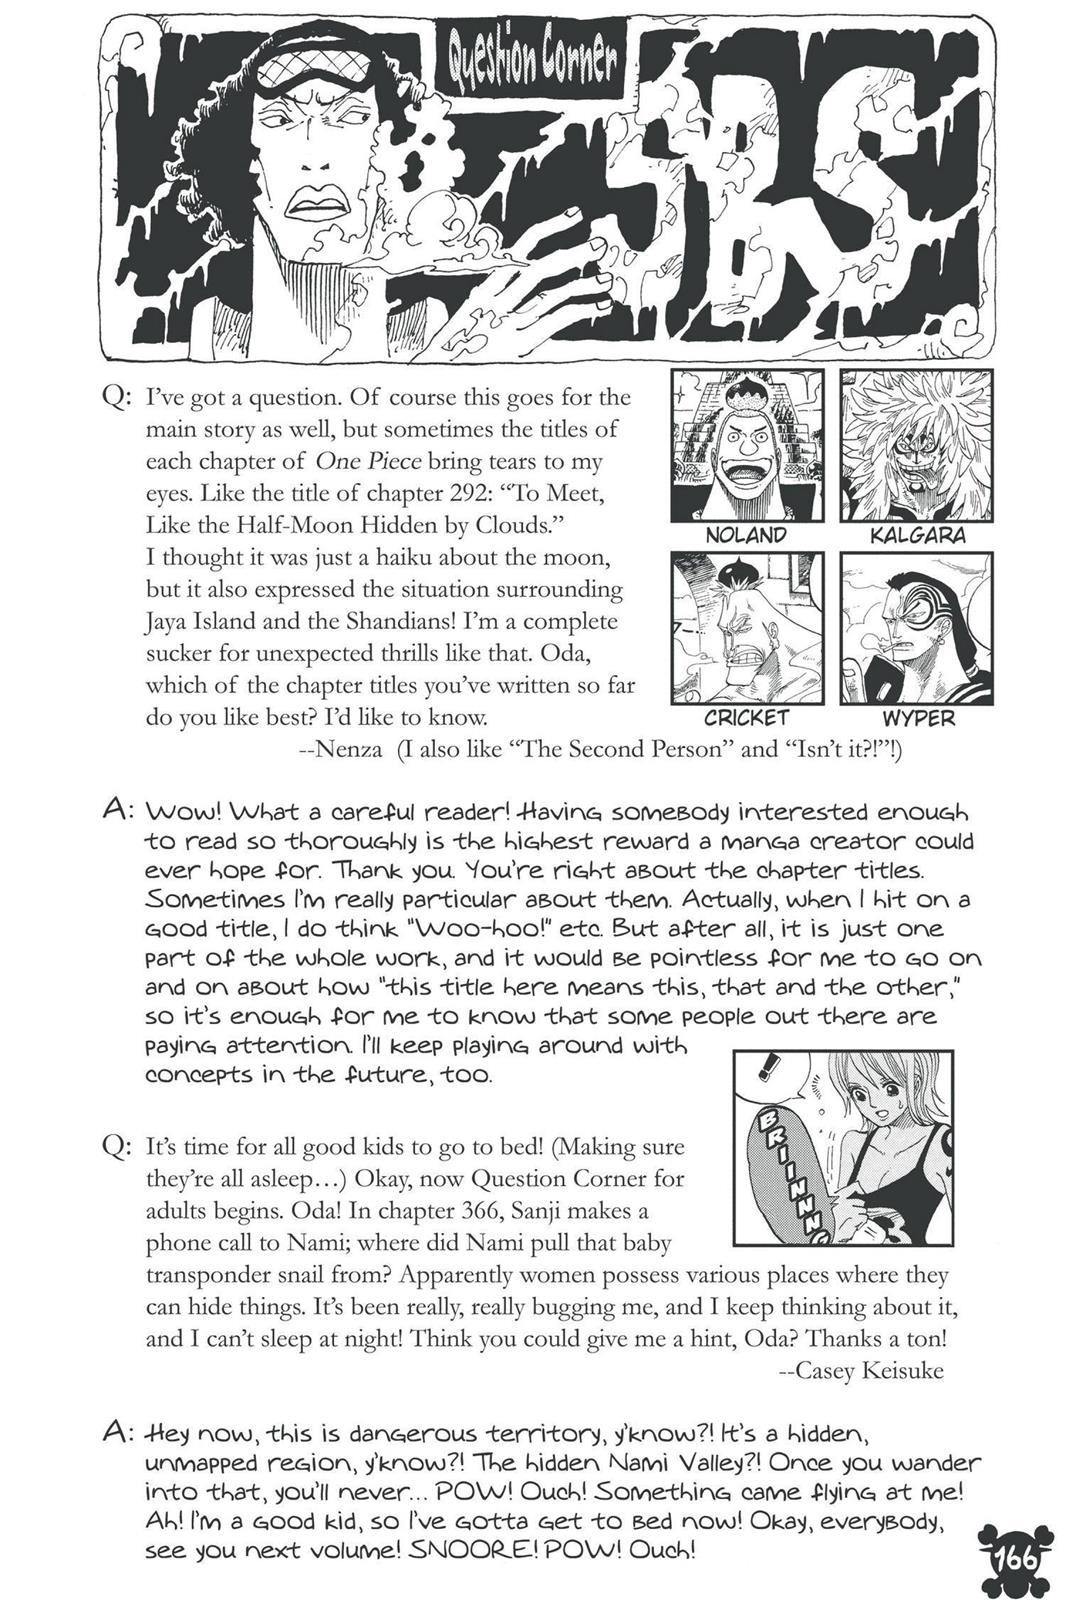 Question Corner
SBS
Q: I've got a question. Of course this goes for the
main story as well, but sometimes the titles of
each chapter of One Piece bring tears to my
eyes. Like the title of chapter 292: “To Meet,
Like the Half-Moon Hidden by Clouds.”
I thought it was just a haiku about the moon,
but it also expressed the situation surrounding
Jaya Island and the Shandians! I'm a complete
sucker for unexpected thrills like that. Oda,
which of the chapter titles you've written so far
do you like best? I'd like to know.
--Nenza (I also like “The Second Person” and “Isn't it?!”!)
NOLAND
KALGARA
CRICKET
WYPER
A: Wow! What a careful reader! Having somebody interested enough
to read so thoroughly is the highest reward a manga creator could
ever hope for. Thank you. You're right about the chapter titles.
Sometimes I'm really particular about them. Actually, when I hit on a
good title, I do think "Woo-hoo!" etc. But after all, it is just one
part of the whole work, and it would be pointless for me to go on
and on about how "this title here means this, that and the other,"
so it's enough for me to know that some people out there are
paying attention. I'll keep playing around with
concepts in the future, too.
!
BRIINNNG
Q: It's time for all good kids to go to bed! (Making sure
they're all asleep...) Okay, now Question Corner for
adults begins. Oda! In chapter 366, Sanji makes a
phone call to Nami; where did Nami pull that baby
transponder snail from? Apparently women possess various places where they
can hide things. It's been really, really bugging me, and I keep thinking about it,
and I can't sleep at night! Think you could give me a hint, Oda? Thanks a ton!
--Casey Keisuke
A: Hey now, this is dangerous territory, y'know?! It's a hidden,
unmapped region, y'know?! The hidden Nami Valley?! Once you wander
into that, you'll never... POW! Ouch! Something came flying at me!
Ah! I'm a good kid, so I've gotta get to bed now! Okay, everybody,
see you next volume! SNOORE! POW! Ouch!
166